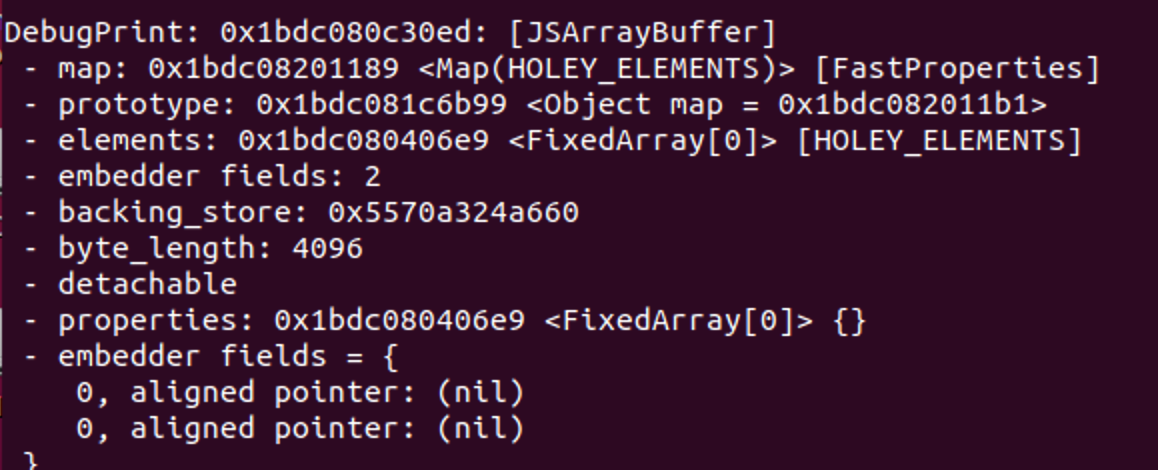 DebugPrint: 0x1bdc080c30ed: [JSArrayBuffer]
- map: 0x1bdc08201189 <Map(HOLEY_ELEMENTS)> [FastProperties]
- prototype: 0x1bdc081c6b99 <Object map = 0x1bdc082011b1>
- elements: 0x1bdc080406e9 <FixedArray[0]> [HOLEY_ELEMENTS]
- embedder fields: 2
- backing_store: 0x5570a324a660
- byte_length: 4096
- detachable
- properties: 0x1bdc080406e9 <FixedArray[0]> {}
- embedder fields = {
0, aligned pointer: (nil)
0, aligned pointer: (nil)
}